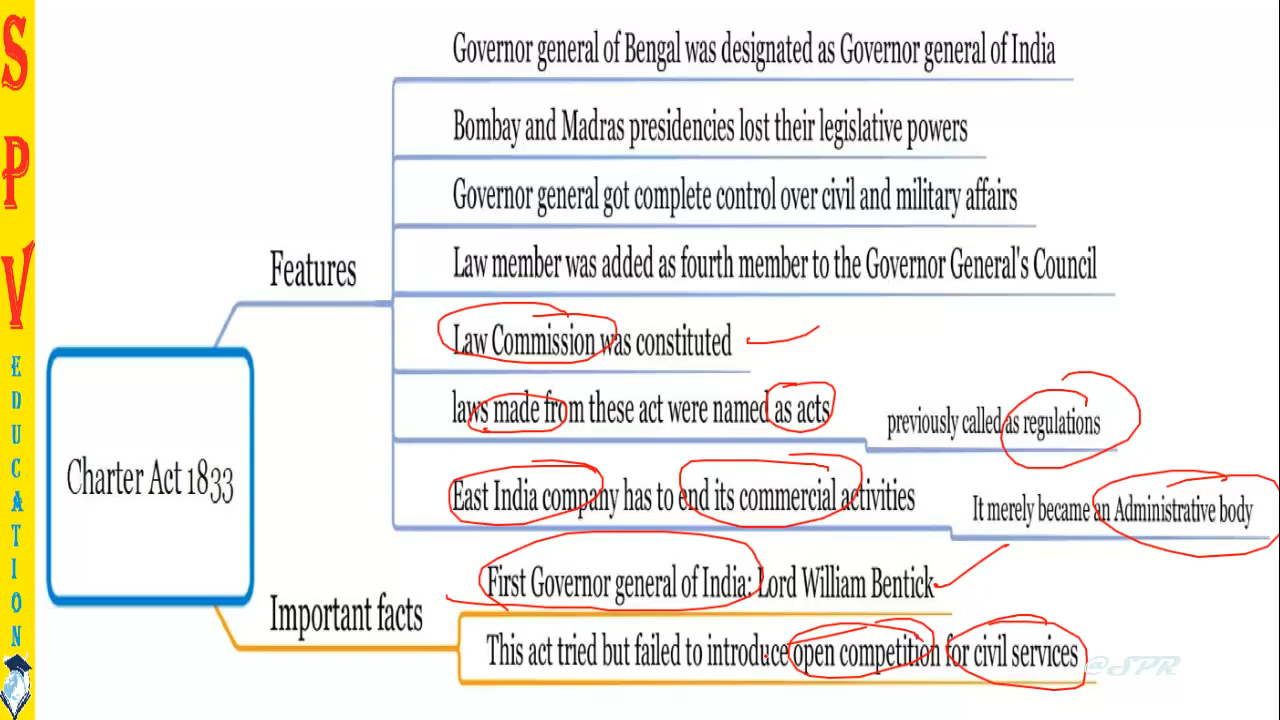 S P V EDUCATION
Governor general of Bengal was designated as Governor general of India
Bombay and Madras presidencies lost their legislative powers
Governor general got complete control over civil and military affairs
Features
Law member was added as fourth member to the Governor General's Council
Law Commission was constituted
laws made from these act were named as acts
previously called as regulations
Charter Act 1833
East India company has to end its commercial activities
It merely became an Administrative body
First Governor general of India: Lord William Bentick
Important facts
This act tried but failed to introduce open competition for civil services
@SPR